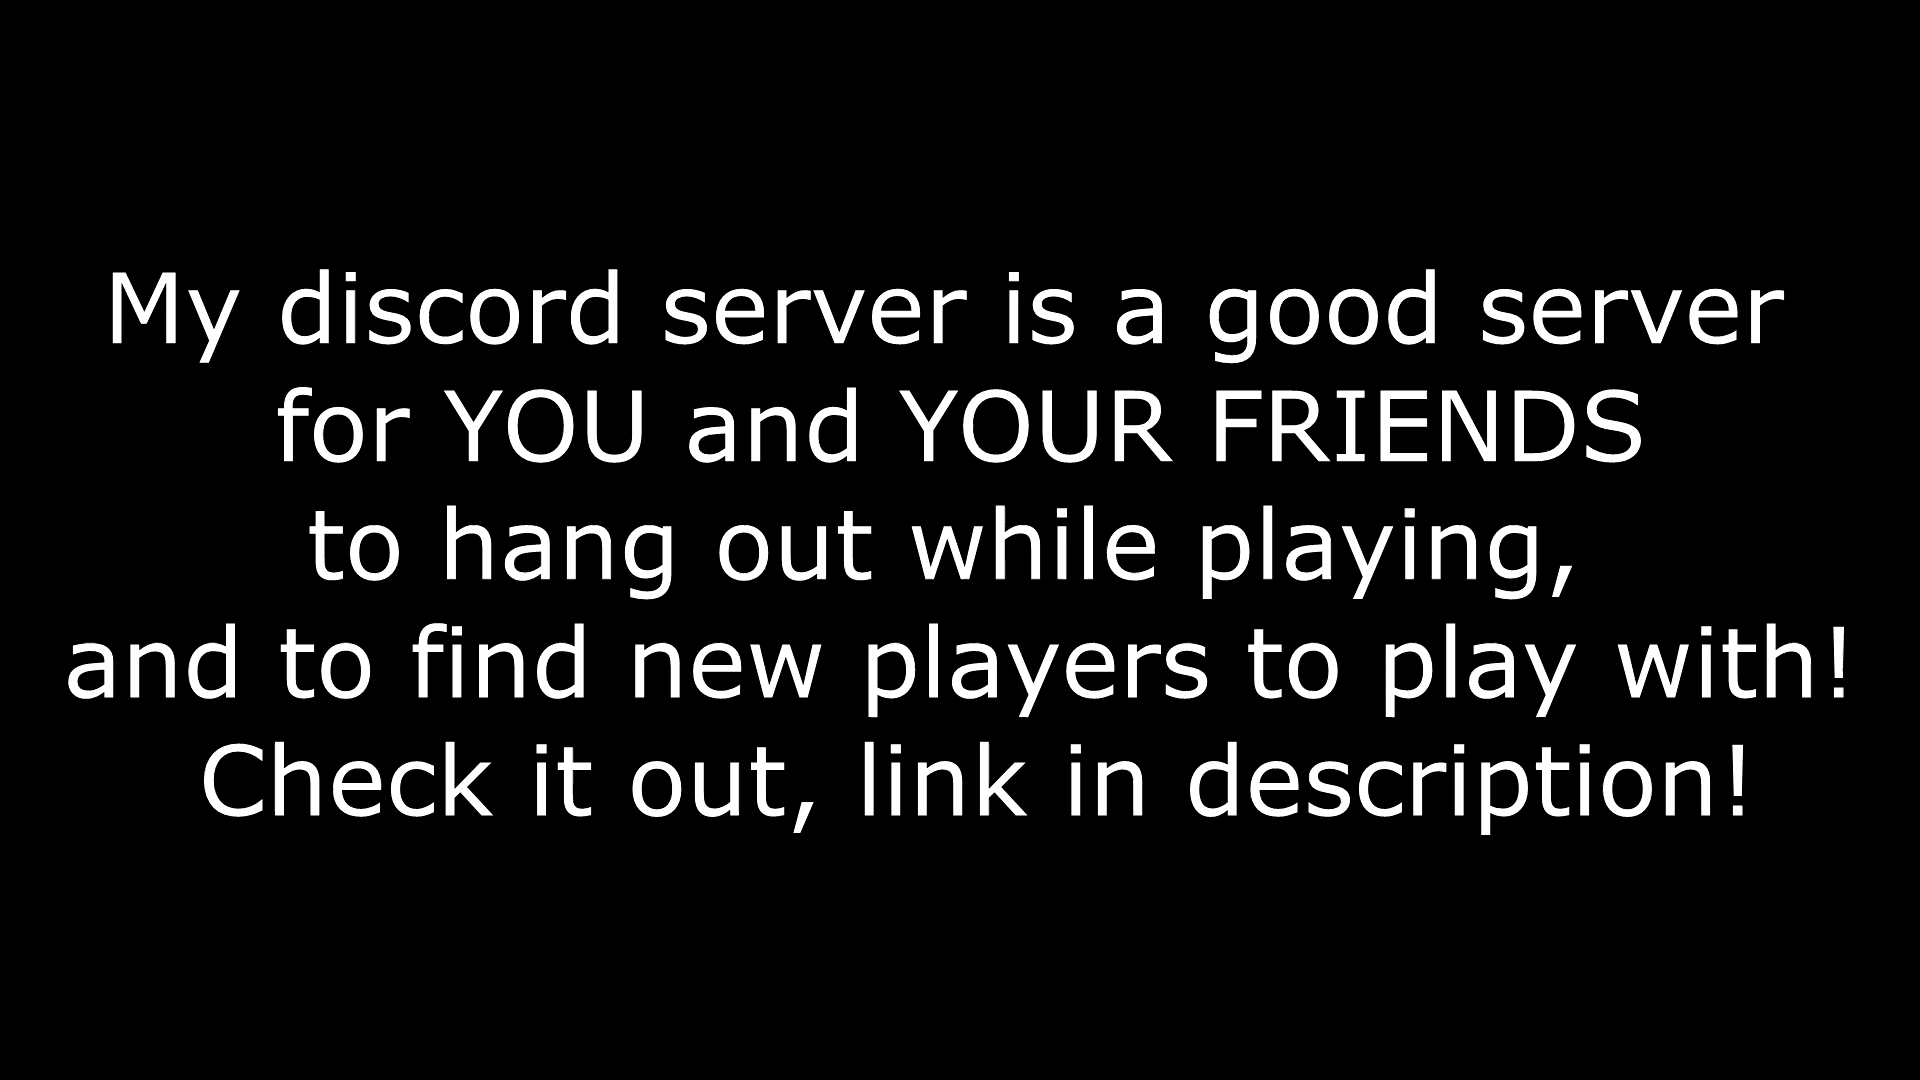 My discord server is a good server
for YOU and YOUR FRIENDS
to hang out while playing,
and to find new players to play with!
Check it out, link in description!